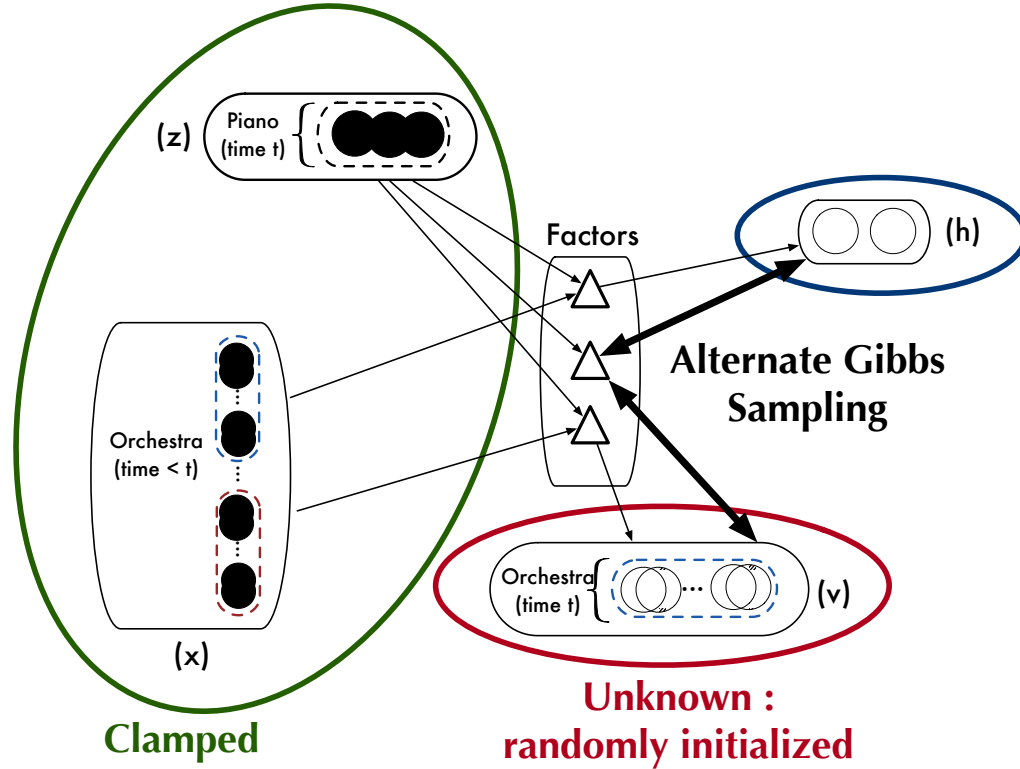 Piano
(time t)
(z)
Factors
(h)
Alternate Gibbs
Sampling
Orchestra
(time < t)
(x)
Orchestra
(time t)
...
(v)
Clamped
Unknown :
randomly initialized